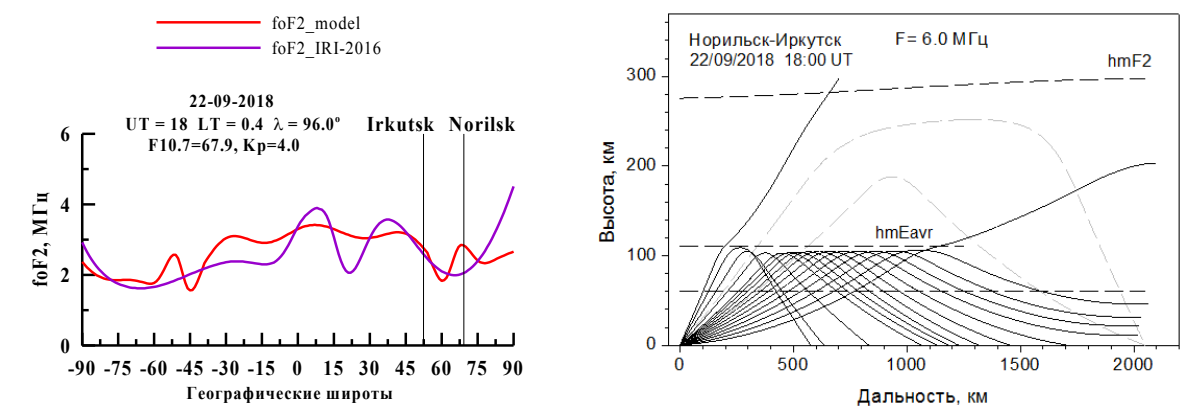 foF2_model
foF2_IRI-2016
22-09-2018
UT = 18 LT = 0.4 λ = 96.0º
F10.7=67.9, Kp=4.0
Irkutsk Norilsk
foF2, МГц
6
4
2
0
-90 -75 -60 -45 -30 -15 0 15 30 45 60 75 90
Географические широты
Норильск-Иркутск F= 6.0 МГц
22/09/2018 18:00 UT
hmF2
hmEavr
Высота, км
300
200
100
0
0 500 1000 1500 2000
Дальность, км